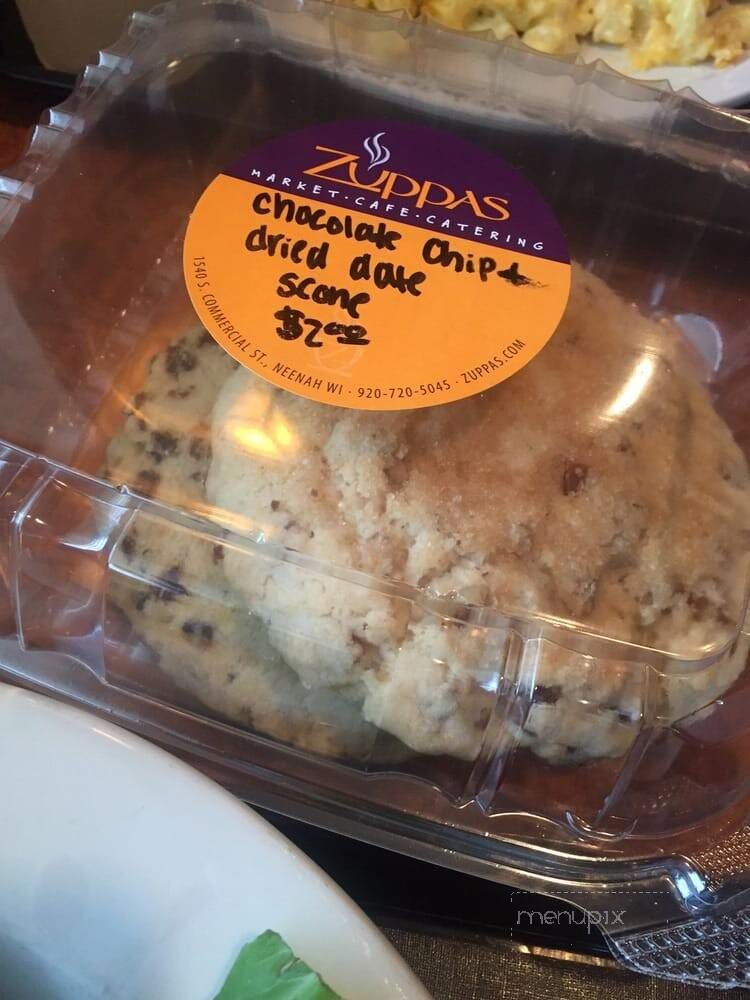 ZUPPAS
MARKET · CAFE · CATERING
Chocolate Chip +
dried date
scone
$2.00
1540 S. COMMERCIAL ST., NEENAH WI · 920-720-5045 · ZUPPAS.COM
menupix